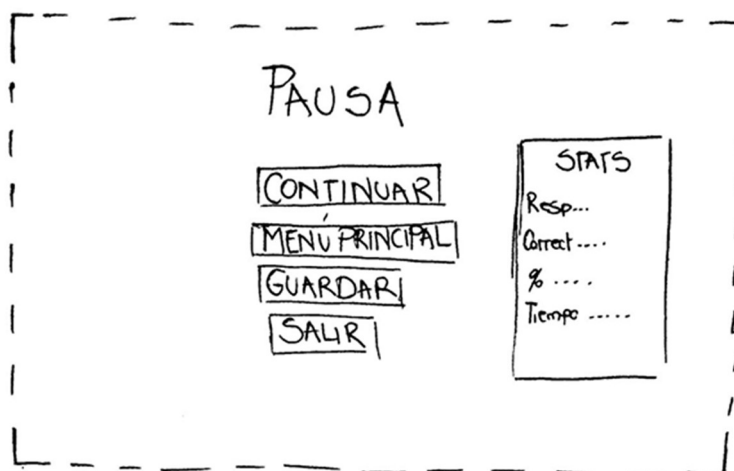 PAUSA
CONTINUAR
MENÚ PRINCIPAL
GUARDAR
SALIR
STATS
Resp...
Correct....
% ....
Tiempo .....